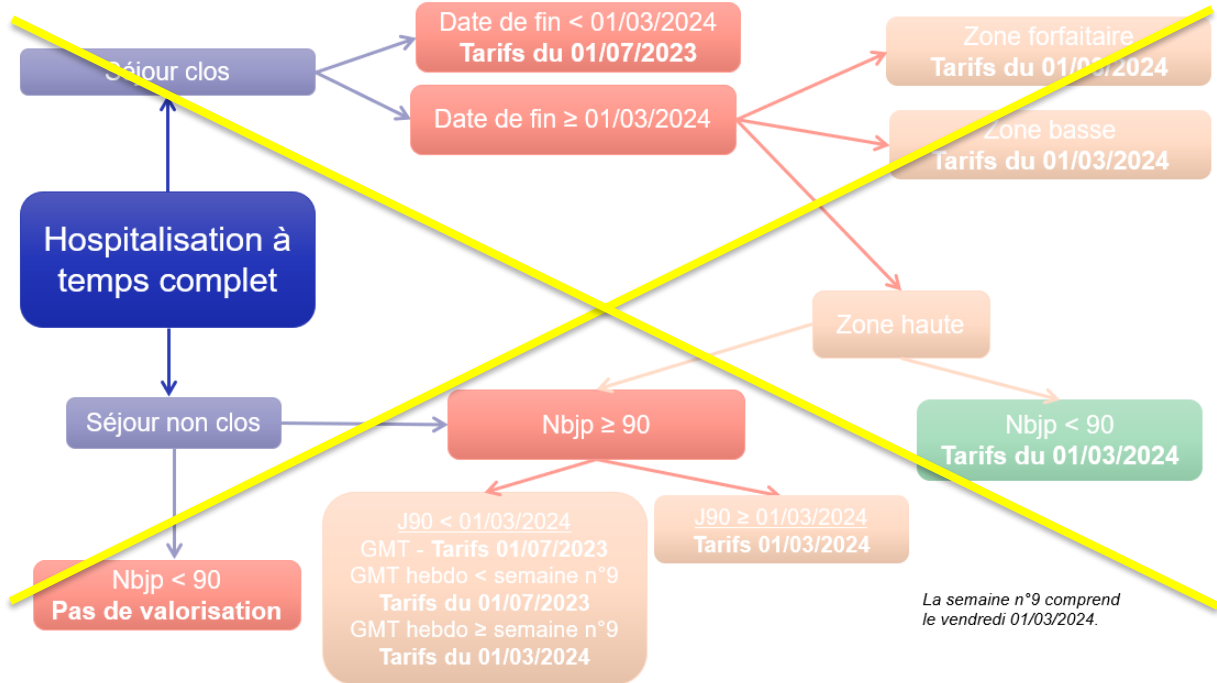 Séjour clos
Date de fin < 01/03/2024
Tarifs du 01/07/2023
Date de fin ≥ 01/03/2024
Zone forfaitaire
Tarifs du 01/03/2024
Zone basse
Tarifs du 01/03/2024
Hospitalisation à
temps complet
Zone haute
Séjour non clos
Nbjp ≥ 90
Nbjp < 90
Tarifs du 01/03/2024
J90 < 01/03/2024
GMT - Tarifs 01/07/2023
GMT hebdo < semaine n°9
Tarifs du 01/07/2023
GMT hebdo ≥ semaine n°9
Tarifs du 01/03/2024
J90 ≥ 01/03/2024
Tarifs 01/03/2024
Nbjp < 90
Pas de valorisation
La semaine n°9 comprend
le vendredi 01/03/2024.